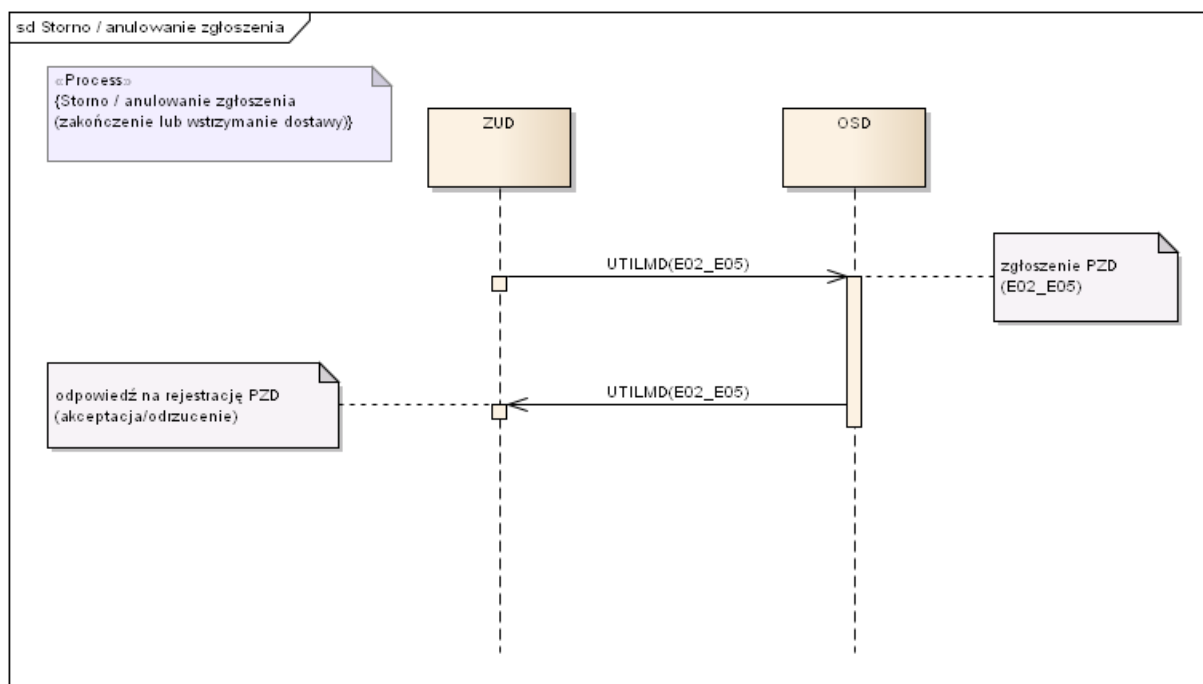 sd Storno / anulowanie zgłoszenia
«Process»
{Storno / anulowanie zgłoszenia
(zakończenie lub wstrzymanie dostawy)}
ZUD
OSD
UTILMD(E02_E05)
zgłoszenie PZD
(E02_E05)
UTILMD(E02_E05)
odpowiedź na rejestrację PZD
(akceptacja/odrzucenie)